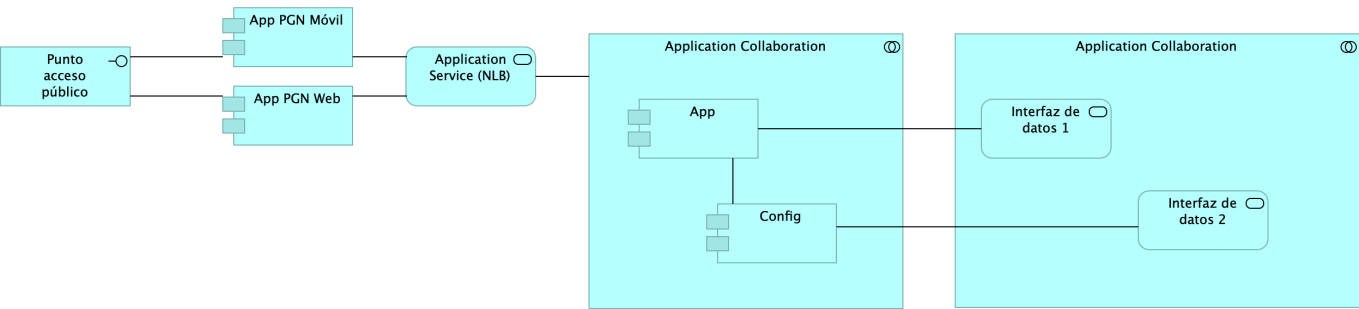 Punto
acceso
público
App PGN Móvil
App PGN Web
Application
Service (NLB)
Application Collaboration
App
Config
Application Collaboration
Interfaz de
datos 1
Interfaz de
datos 2